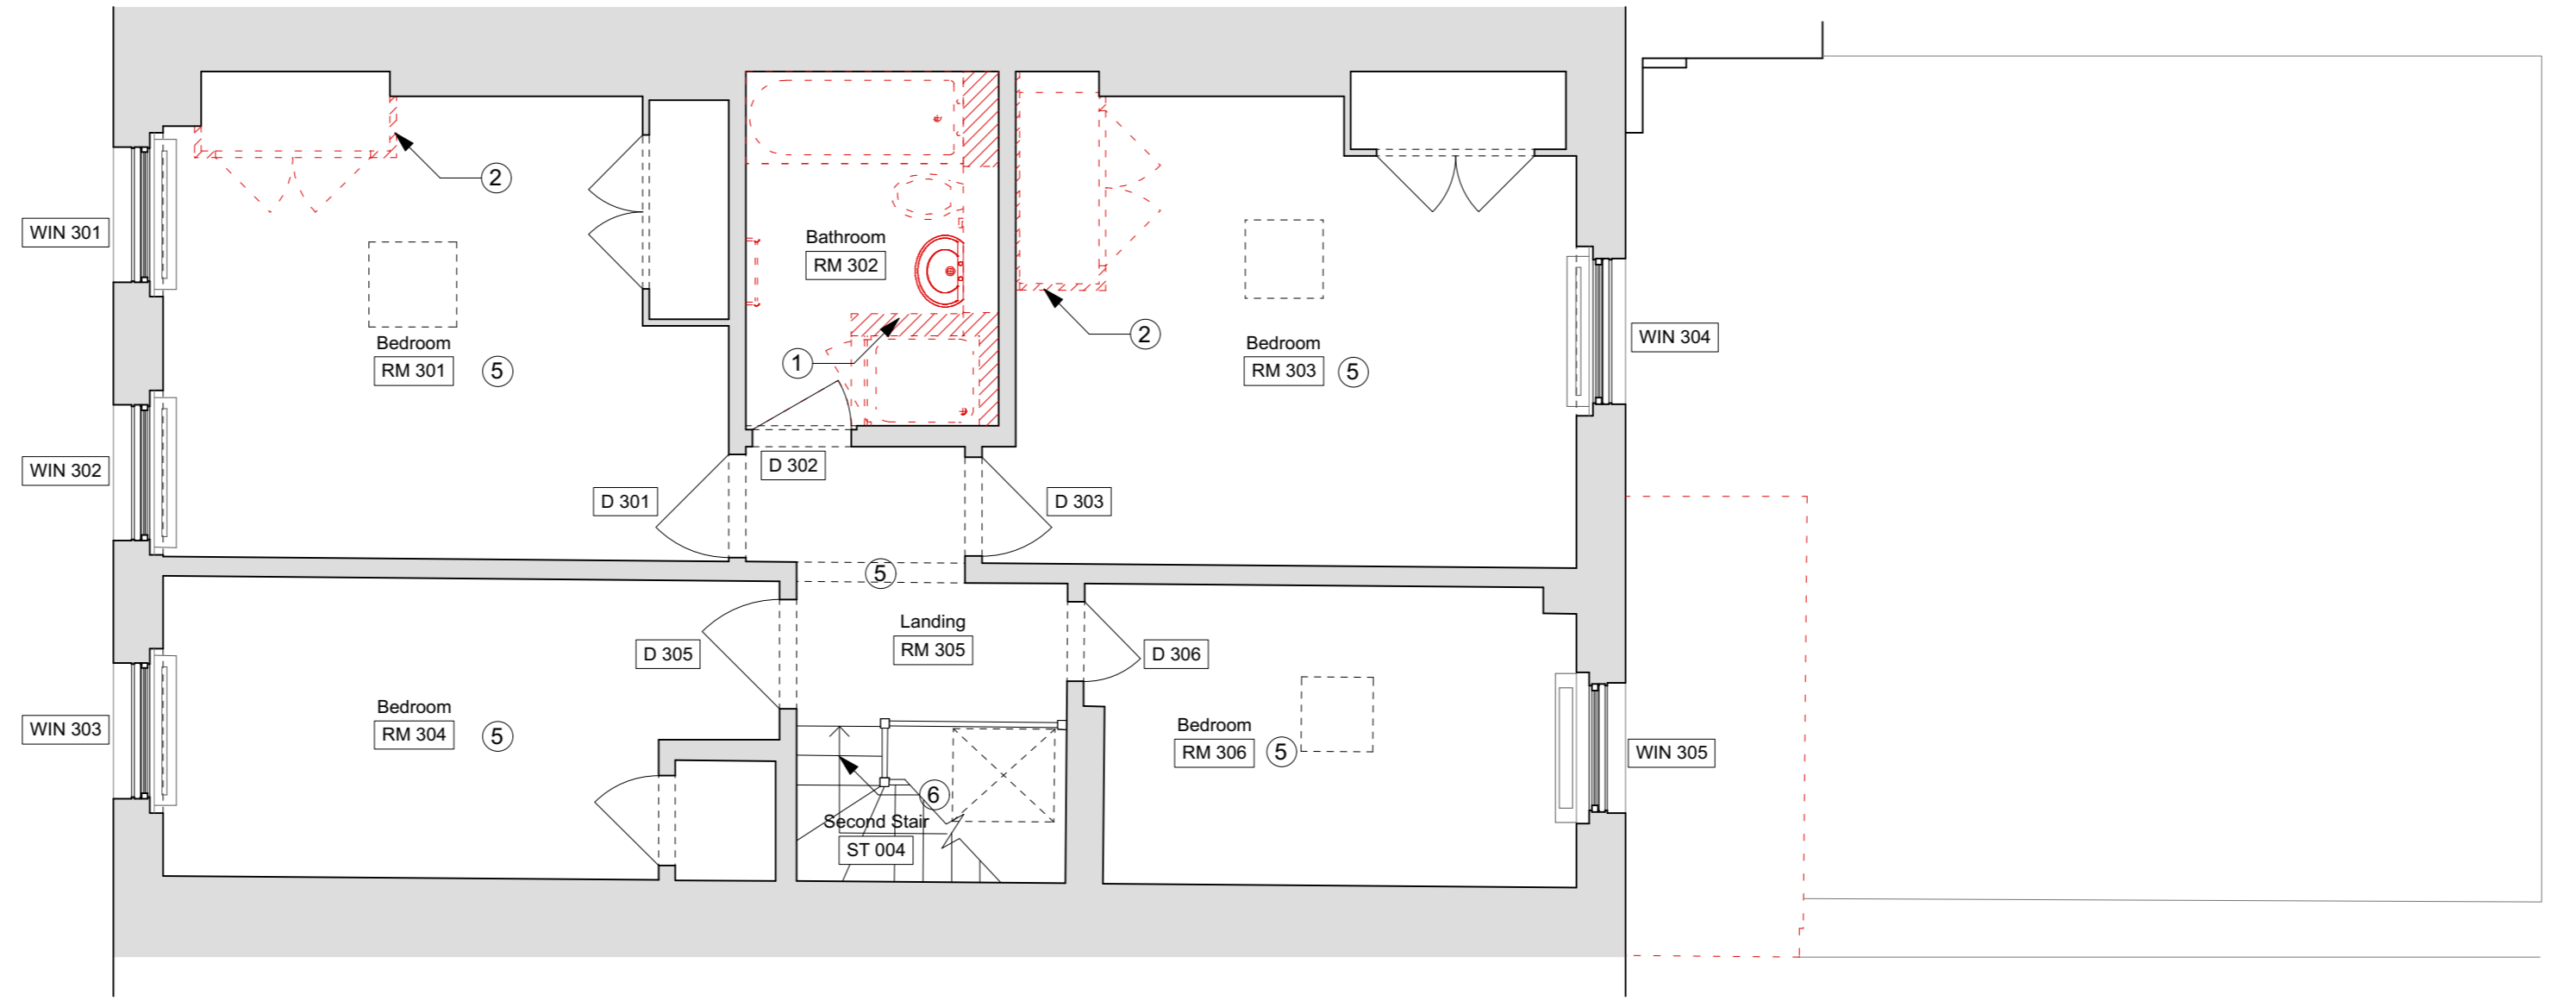 2
WIN 301
Bathroom
RM 302
1
2
Bedroom
RM 301
5
Bedroom
RM 303
5
WIN 304
WIN 302
D 302
D 301
D 303
5
Landing
RM 305
D 305
D 306
Bedroom
RM 304
5
WIN 303
Bedroom
RM 306
5
WIN 305
6
Second Stair
ST 004